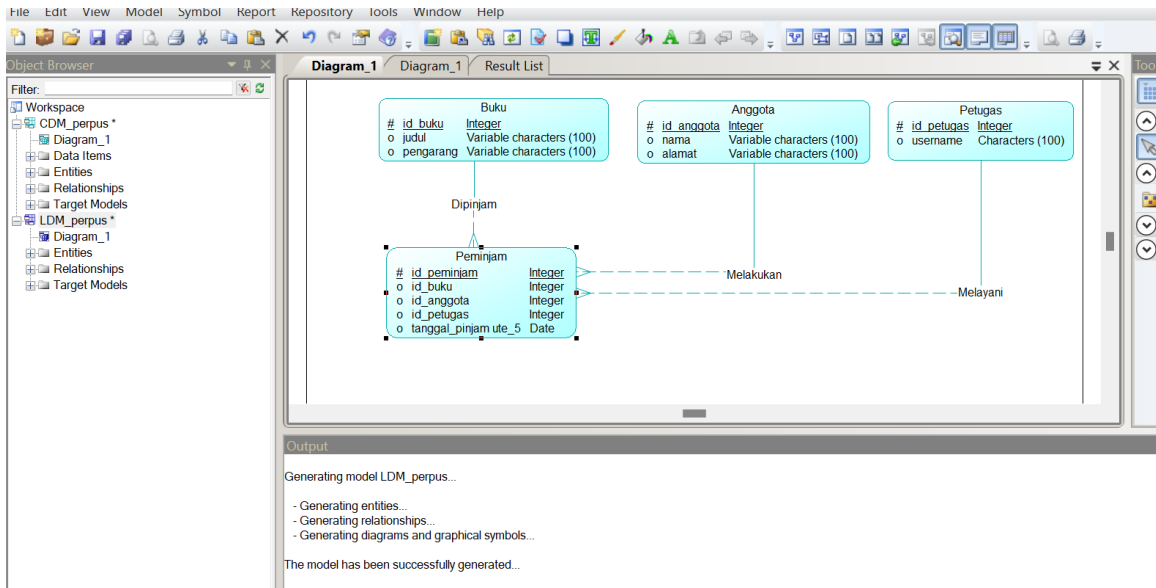 File Edit View Model Symbol Report Repository Tools Window Help
Object Browser
Filter:
Workspace
CDM_perpus *
Diagram_1
Data Items
Entities
Relationships
Target Models
LDM_perpus *
Diagram_1
Entities
Relationships
Target Models
Diagram_1 Diagram_1 Result List
Buku
# id_buku Integer
o judul Variable characters (100)
o pengarang Variable characters (100)
Anggota
# id_anggota Integer
o nama Variable characters (100)
o alamat Variable characters (100)
Petugas
# id_petugas Integer
o username Characters (100)
Dipinjam
Peminjam
# id_peminjam Integer
o id_buku Integer
o id_anggota Integer
o id_petugas Integer
o tanggal_pinjam ute_5 Date
Melakukan
Melayani
Too
Output
Generating model LDM_perpus...
- Generating entities...
- Generating relationships...
- Generating diagrams and graphical symbols...
The model has been successfully generated...